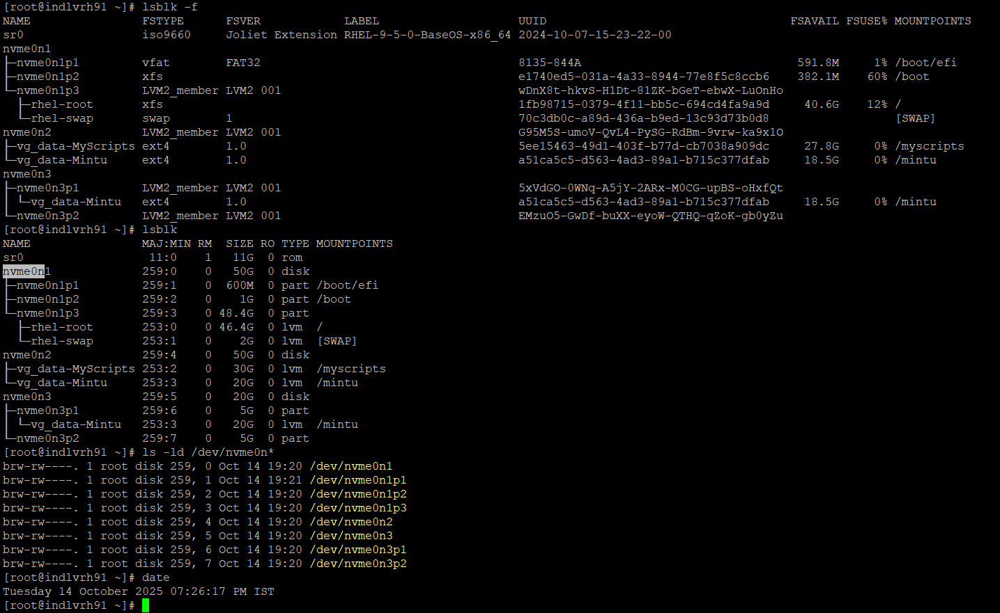 [root@indlvrh91 ~]# lsblk -f
NAME                FSTYPE      FSVER            LABEL                   UUID                                   FSAVAIL FSUSE% MOUNTPOINTS
sr0                 iso9660     Joliet Extension RHEL-9-5-0-BaseOS-x86_64 2024-10-07-15-23-22-00
nvme0n1
├─nvme0n1p1         vfat        FAT32                                     8135-844A                               591.8M     1% /boot/efi
├─nvme0n1p2         xfs                                                   e1740ed5-031a-4a33-8944-77e8f5c8ccb6    382.1M    60% /boot
└─nvme0n1p3         LVM2_member LVM2 001                                  wDnX8t-hkvS-H1Dt-81ZK-bGeT-ebwX-LuOnHo
  ├─rhel-root       xfs                                                   1fb98715-0379-4f11-bb5c-694cd4fa9a9d     40.6G    12% /
  └─rhel-swap       swap        1                                         70c3db0c-a89d-436a-b9ed-13c93d73b0d8                  [SWAP]
nvme0n2             LVM2_member LVM2 001                                  G95M5S-umoV-QvL4-PySG-RdBm-9vrw-ka9x1O
├─vg_data-MyScripts ext4        1.0                                       5ee15463-49d1-403f-b77d-cb7038a909dc     27.8G     0% /myscripts
└─vg_data-Mintu     ext4        1.0                                       a51ca5c5-d563-4ad3-89a1-b715c377dfab     18.5G     0% /mintu
nvme0n3
├─nvme0n3p1         LVM2_member LVM2 001                                  5xVdGO-0WNq-A5jY-2ARx-M0CG-upBS-oHxfQt
│ └─vg_data-Mintu   ext4        1.0                                       a51ca5c5-d563-4ad3-89a1-b715c377dfab     18.5G     0% /mintu
└─nvme0n3p2         LVM2_member LVM2 001                                  EMzuO5-GwDf-buXX-eyoW-QTHQ-qZoK-gb0yZu
[root@indlvrh91 ~]# lsblk
NAME                MAJ:MIN RM  SIZE RO TYPE MOUNTPOINTS
sr0                  11:0    1   11G  0 rom
nvme0n1             259:0    0   50G  0 disk
├─nvme0n1p1         259:1    0  600M  0 part /boot/efi
├─nvme0n1p2         259:2    0    1G  0 part /boot
└─nvme0n1p3         259:3    0 48.4G  0 part
  ├─rhel-root       253:0    0 46.4G  0 lvm  /
  └─rhel-swap       253:1    0    2G  0 lvm  [SWAP]
nvme0n2             259:4    0   50G  0 disk
├─vg_data-MyScripts 253:2    0   30G  0 lvm  /myscripts
└─vg_data-Mintu     253:3    0   20G  0 lvm  /mintu
nvme0n3             259:5    0   20G  0 disk
├─nvme0n3p1         259:6    0    5G  0 part
│ └─vg_data-Mintu   253:3    0   20G  0 lvm  /mintu
└─nvme0n3p2         259:7    0    5G  0 part
[root@indlvrh91 ~]# ls -ld /dev/nvme0n*
brw-rw----. 1 root disk 259, 0 Oct 14 19:20 /dev/nvme0n1
brw-rw----. 1 root disk 259, 1 Oct 14 19:21 /dev/nvme0n1p1
brw-rw----. 1 root disk 259, 2 Oct 14 19:20 /dev/nvme0n1p2
brw-rw----. 1 root disk 259, 3 Oct 14 19:20 /dev/nvme0n1p3
brw-rw----. 1 root disk 259, 4 Oct 14 19:20 /dev/nvme0n2
brw-rw----. 1 root disk 259, 5 Oct 14 19:20 /dev/nvme0n3
brw-rw----. 1 root disk 259, 6 Oct 14 19:20 /dev/nvme0n3p1
brw-rw----. 1 root disk 259, 7 Oct 14 19:20 /dev/nvme0n3p2
[root@indlvrh91 ~]# date
Tuesday 14 October 2025 07:26:17 PM IST
[root@indlvrh91 ~]#